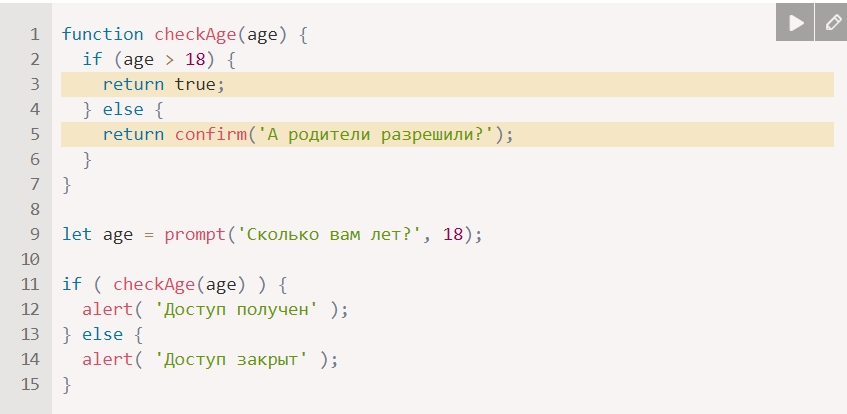 1 function checkAge(age) {
2   if (age > 18) {
3     return true;
4   } else {
5     return confirm('А родители разрешили?');
6   }
7 }
8
9 let age = prompt('Сколько вам лет?', 18);
10
11 if ( checkAge(age) ) {
12   alert( 'Доступ получен' );
13 } else {
14   alert( 'Доступ закрыт' );
15 }